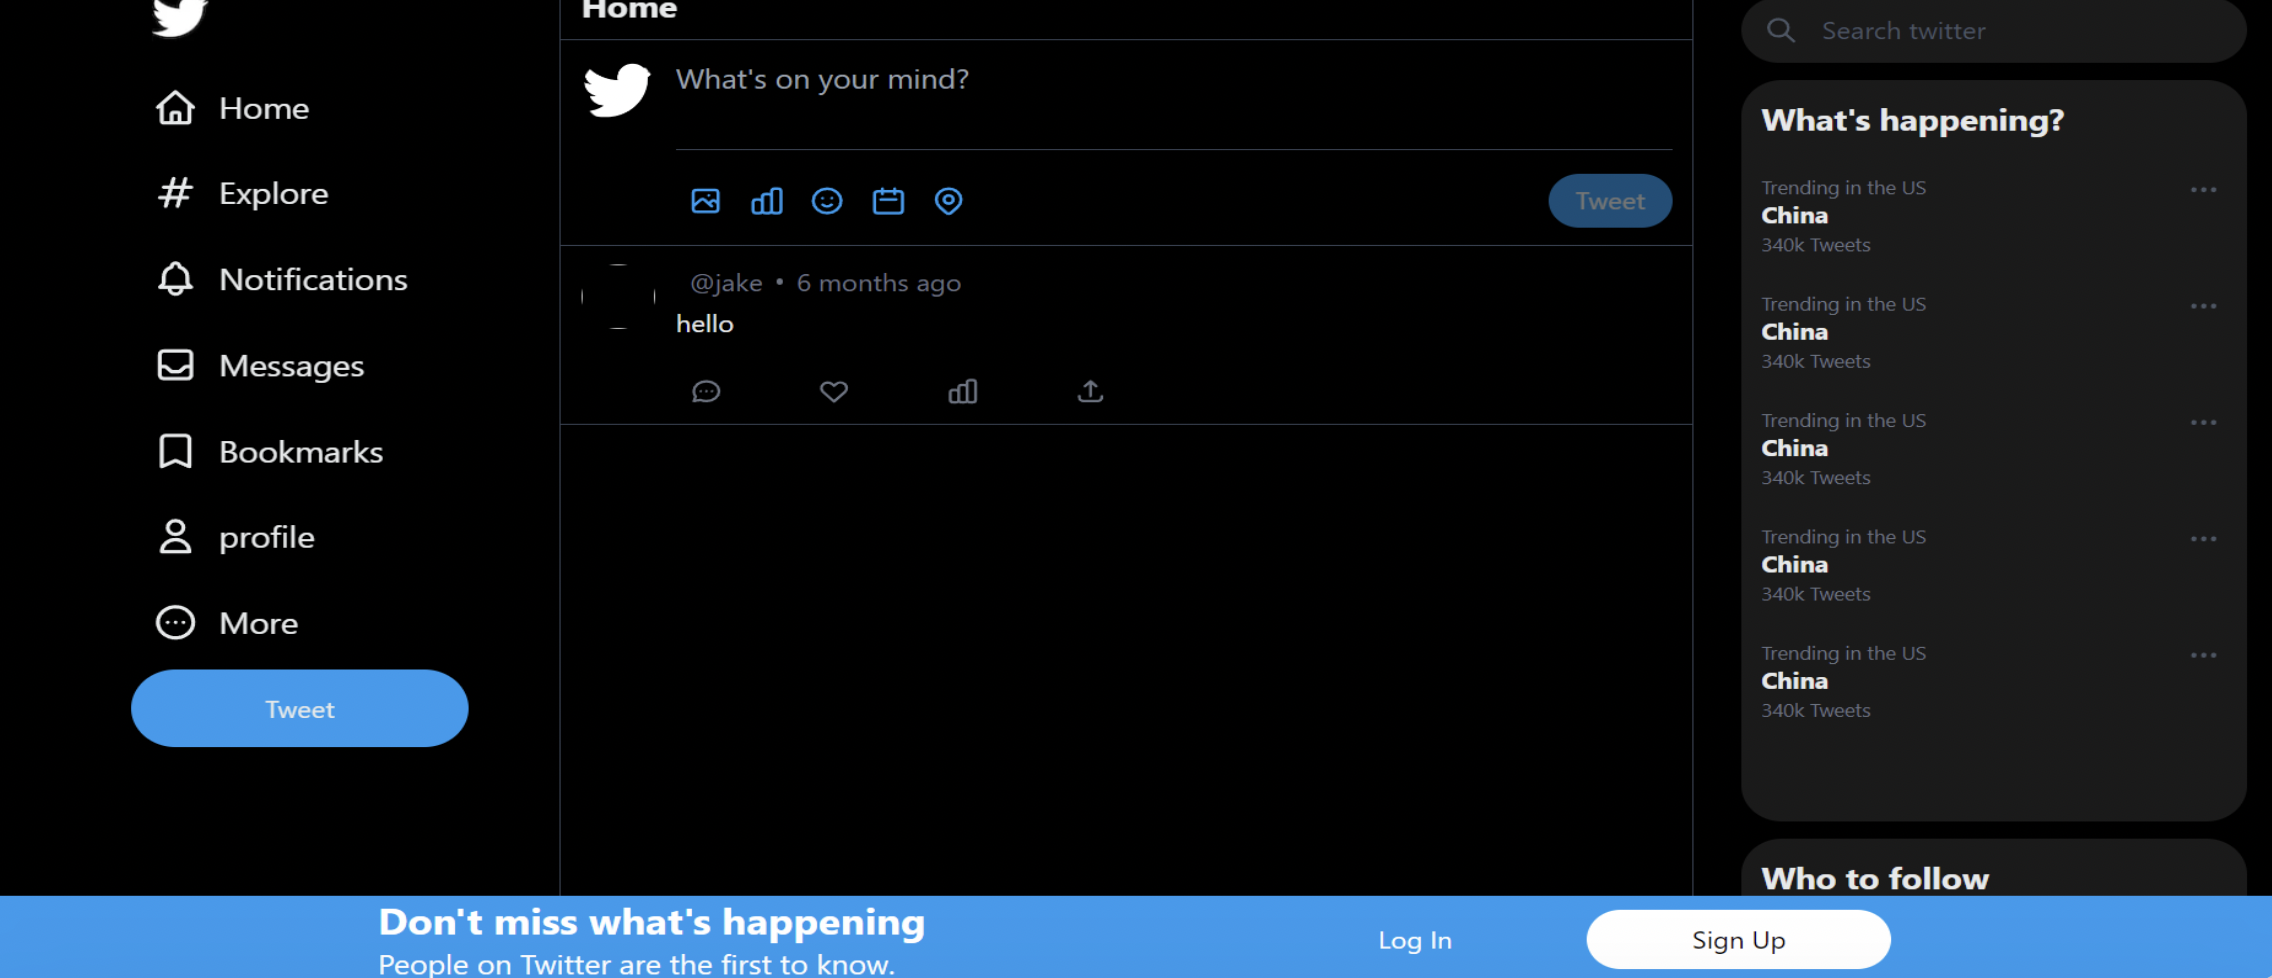 Home
Explore
Notifications
Messages
Bookmarks
profile
More
Tweet
Home
What's on your mind?
Tweet
@jake • 6 months ago
hello
Search twitter
What's happening?
Trending in the US
China
340k Tweets
Trending in the US
China
340k Tweets
Trending in the US
China
340k Tweets
Trending in the US
China
340k Tweets
Trending in the US
China
340k Tweets
Who to follow
Don't miss what's happening
People on Twitter are the first to know.
Log In
Sign Up